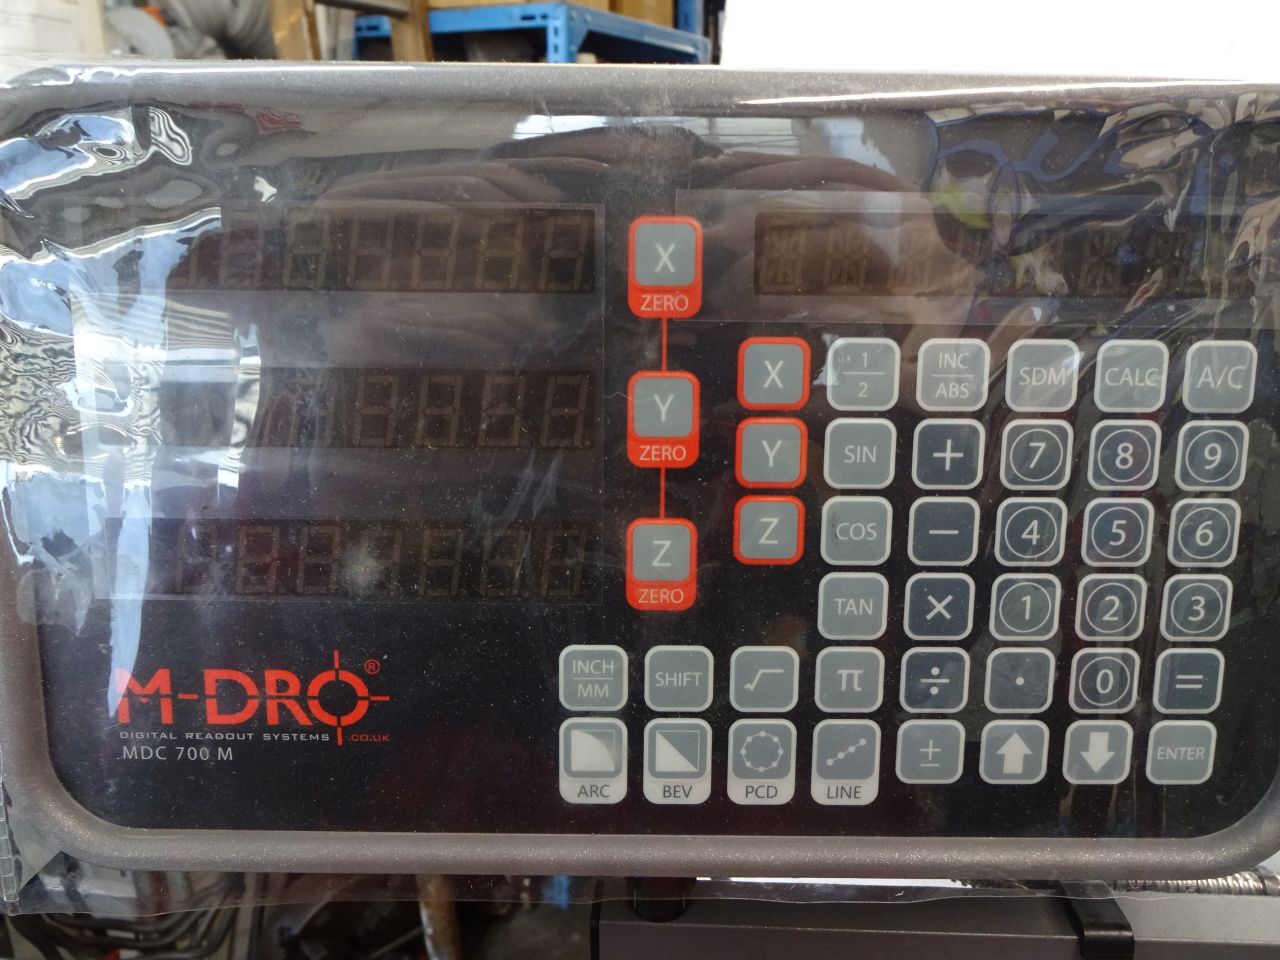 X
ZERO
Y
ZERO
Z
ZERO
X 1/2 INC/ABS SDM CALC A/C
Y SIN + 7 8 9
Z COS − 4 5 6
TAN × 1 2 3
INCH/MM SHIFT √ π ÷ . 0 =
± ENTER
ARC BEV PCD LINE
M-DRO®
DIGITAL READOUT SYSTEMS .CO.UK
MDC 700 M